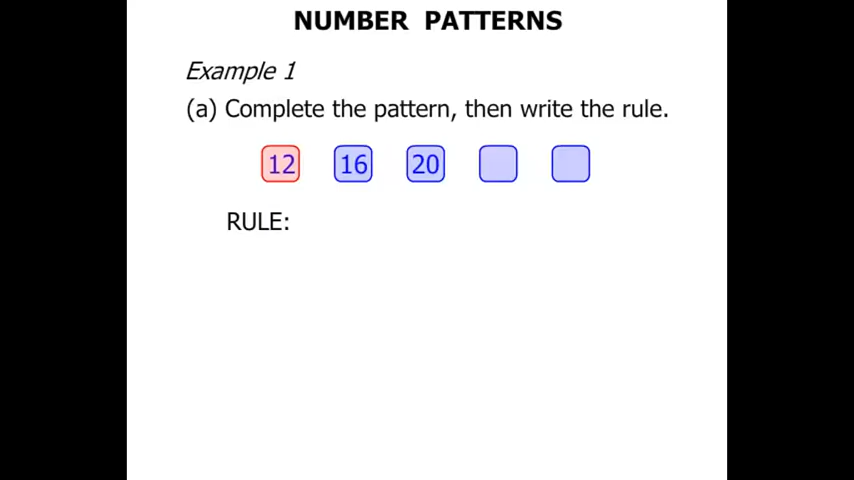 NUMBER PATTERNS
Example 1
(a) Complete the pattern, then write the rule.
12 16 20
RULE: